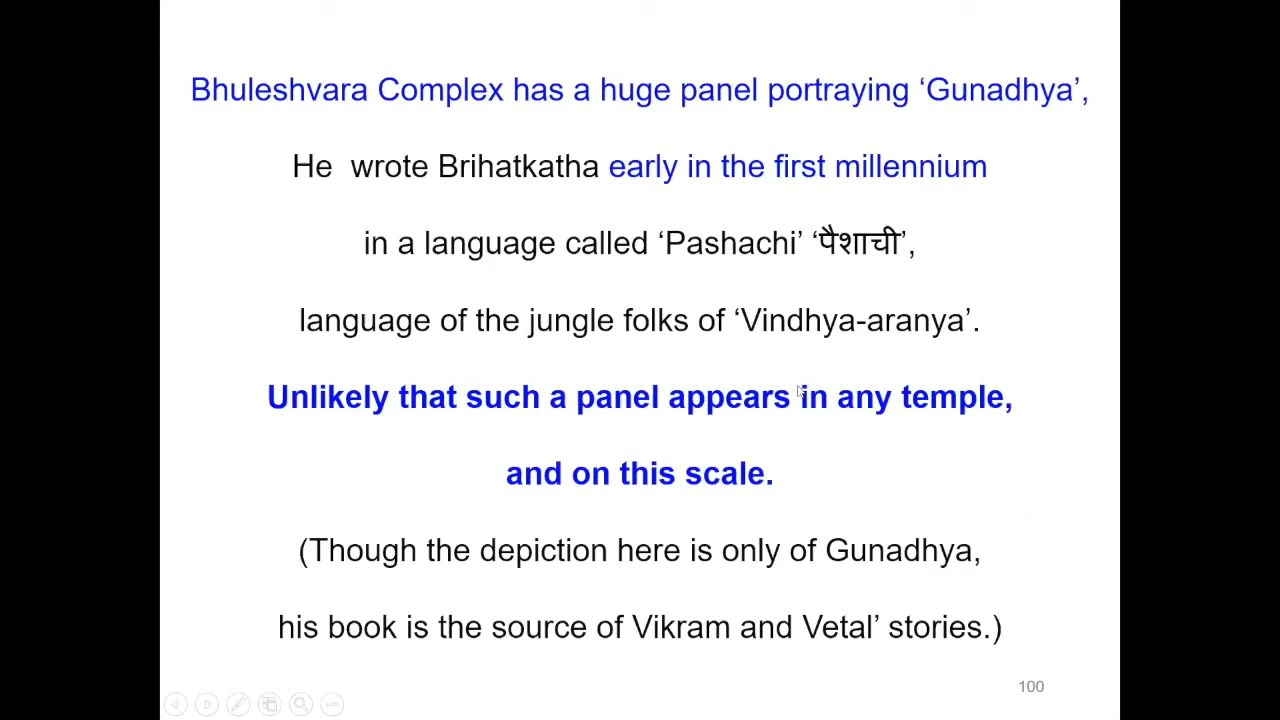 Bhuleshvara Complex has a huge panel portraying ‘Gunadhya’,
He  wrote Brihatkatha early in the first millennium
in a language called ‘Pashachi’ ‘पैशाची’,
language of the jungle folks of ‘Vindhya-aranya’.
Unlikely that such a panel appears in any temple,
and on this scale.
(Though the depiction here is only of Gunadhya,
his book is the source of Vikram and Vetal’ stories.)
100